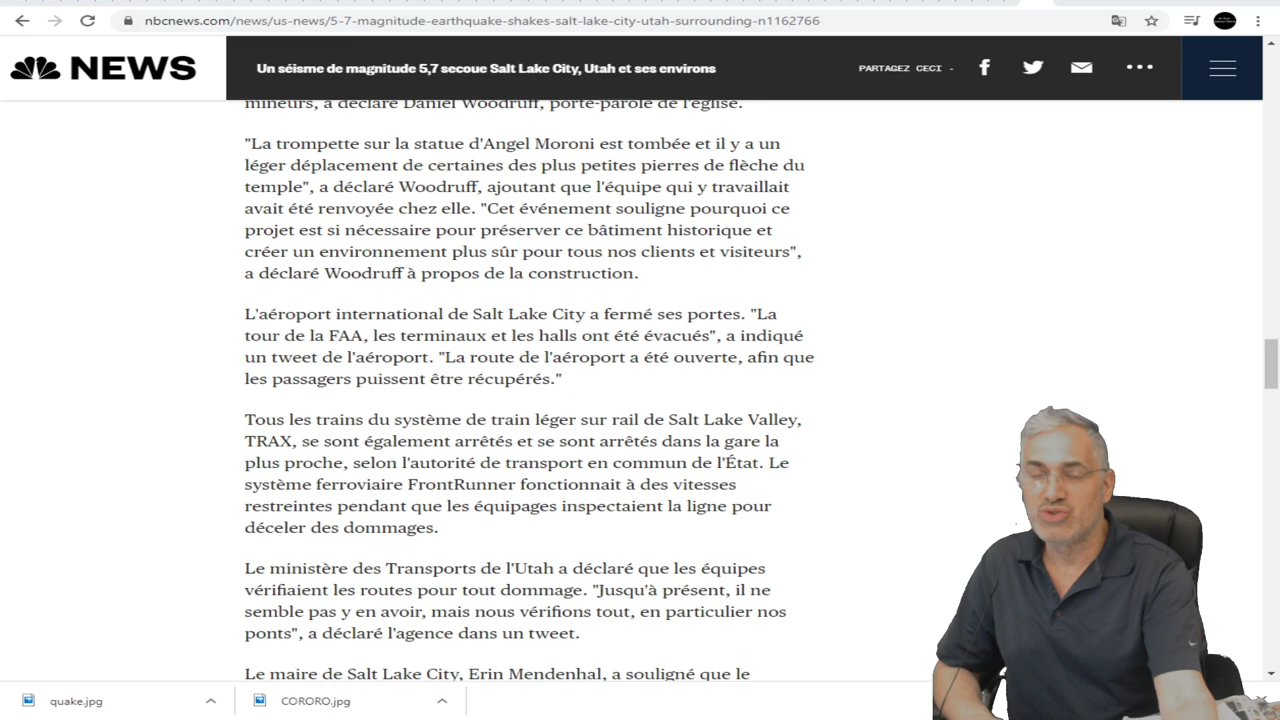 nbcnews.com/news/us-news/5-7-magnitude-earthquake-shakes-salt-lake-city-utah-surrounding-n1162766
NEWS
Un séisme de magnitude 5,7 secoue Salt Lake City, Utah et ses environs
PARTAGEZ CECI -
mineurs, a déclaré Daniel Woodruff, porte-parole de l'église.
"La trompette sur la statue d'Angel Moroni est tombée et il y a un
léger déplacement de certaines des plus petites pierres de flèche du
temple", a déclaré Woodruff, ajoutant que l'équipe qui y travaillait
avait été renvoyée chez elle. "Cet événement souligne pourquoi ce
projet est si nécessaire pour préserver ce bâtiment historique et
créer un environnement plus sûr pour tous nos clients et visiteurs",
a déclaré Woodruff à propos de la construction.
L'aéroport international de Salt Lake City a fermé ses portes. "La
tour de la FAA, les terminaux et les halls ont été évacués", a indiqué
un tweet de l'aéroport. "La route de l'aéroport a été ouverte, afin que
les passagers puissent être récupérés."
Tous les trains du système de train léger sur rail de Salt Lake Valley,
TRAX, se sont également arrêtés et se sont arrêtés dans la gare la
plus proche, selon l'autorité de transport en commun de l'État. Le
système ferroviaire FrontRunner fonctionnait à des vitesses
restreintes pendant que les équipages inspectaient la ligne pour
déceler des dommages.
Le ministère des Transports de l'Utah a déclaré que les équipes
vérifiaient les routes pour tout dommage. "Jusqu'à présent, il ne
semble pas y en avoir, mais nous vérifions tout, en particulier nos
ponts", a déclaré l'agence dans un tweet.
Le maire de Salt Lake City, Erin Mendenhal, a souligné que le
quake.jpg
CORORO.jpg